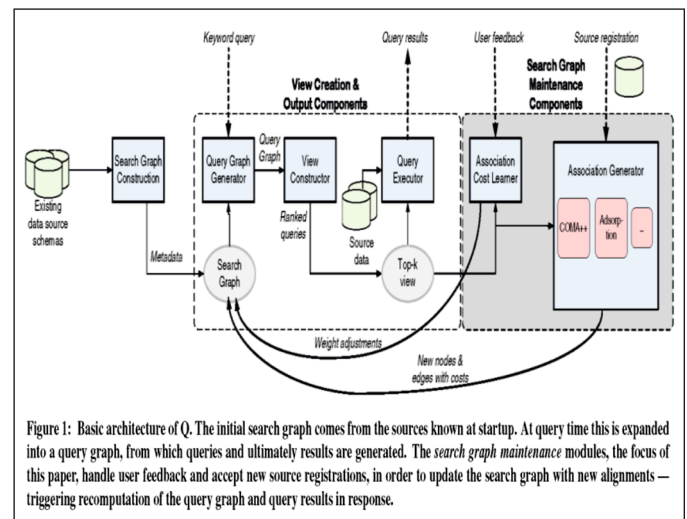 Keyword query
Query results
User feedback
Source registration
View Creation &
Output Components
Search Graph
Maintenance
Components
Existing
data source
schemas
Search Graph
Construction
Query Graph
Generator
Query
Graph
View
Constructor
Query
Executor
Association
Cost Learner
Association Generator
COMA++
Adsorp-
tion
..
Metadata
Search
Graph
Ranked
queries
Source
data
Top-k
view
Weight adjustments
New nodes &
edges with costs
Figure 1: Basic architecture of Q. The initial search graph comes from the sources known at startup. At query time this is expanded
into a query graph, from which queries and ultimately results are generated. The search graph maintenance modules, the focus of
this paper, handle user feedback and accept new source registrations, in order to update the search graph with new alignments —
triggering recomputation of the query graph and query results in response.